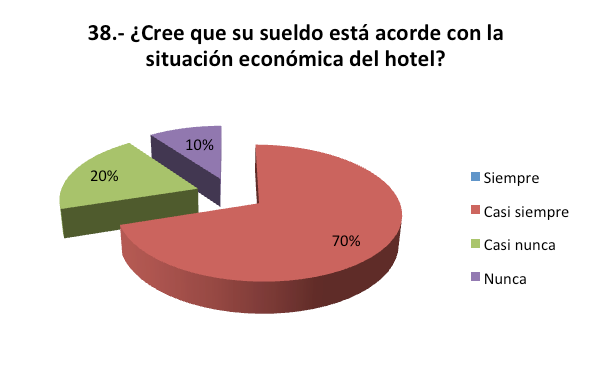 38.- ¿Cree que su sueldo está acorde con la
situación económica del hotel?
10%
20%
70%
Siempre
Casi siempre
Casi nunca
Nunca